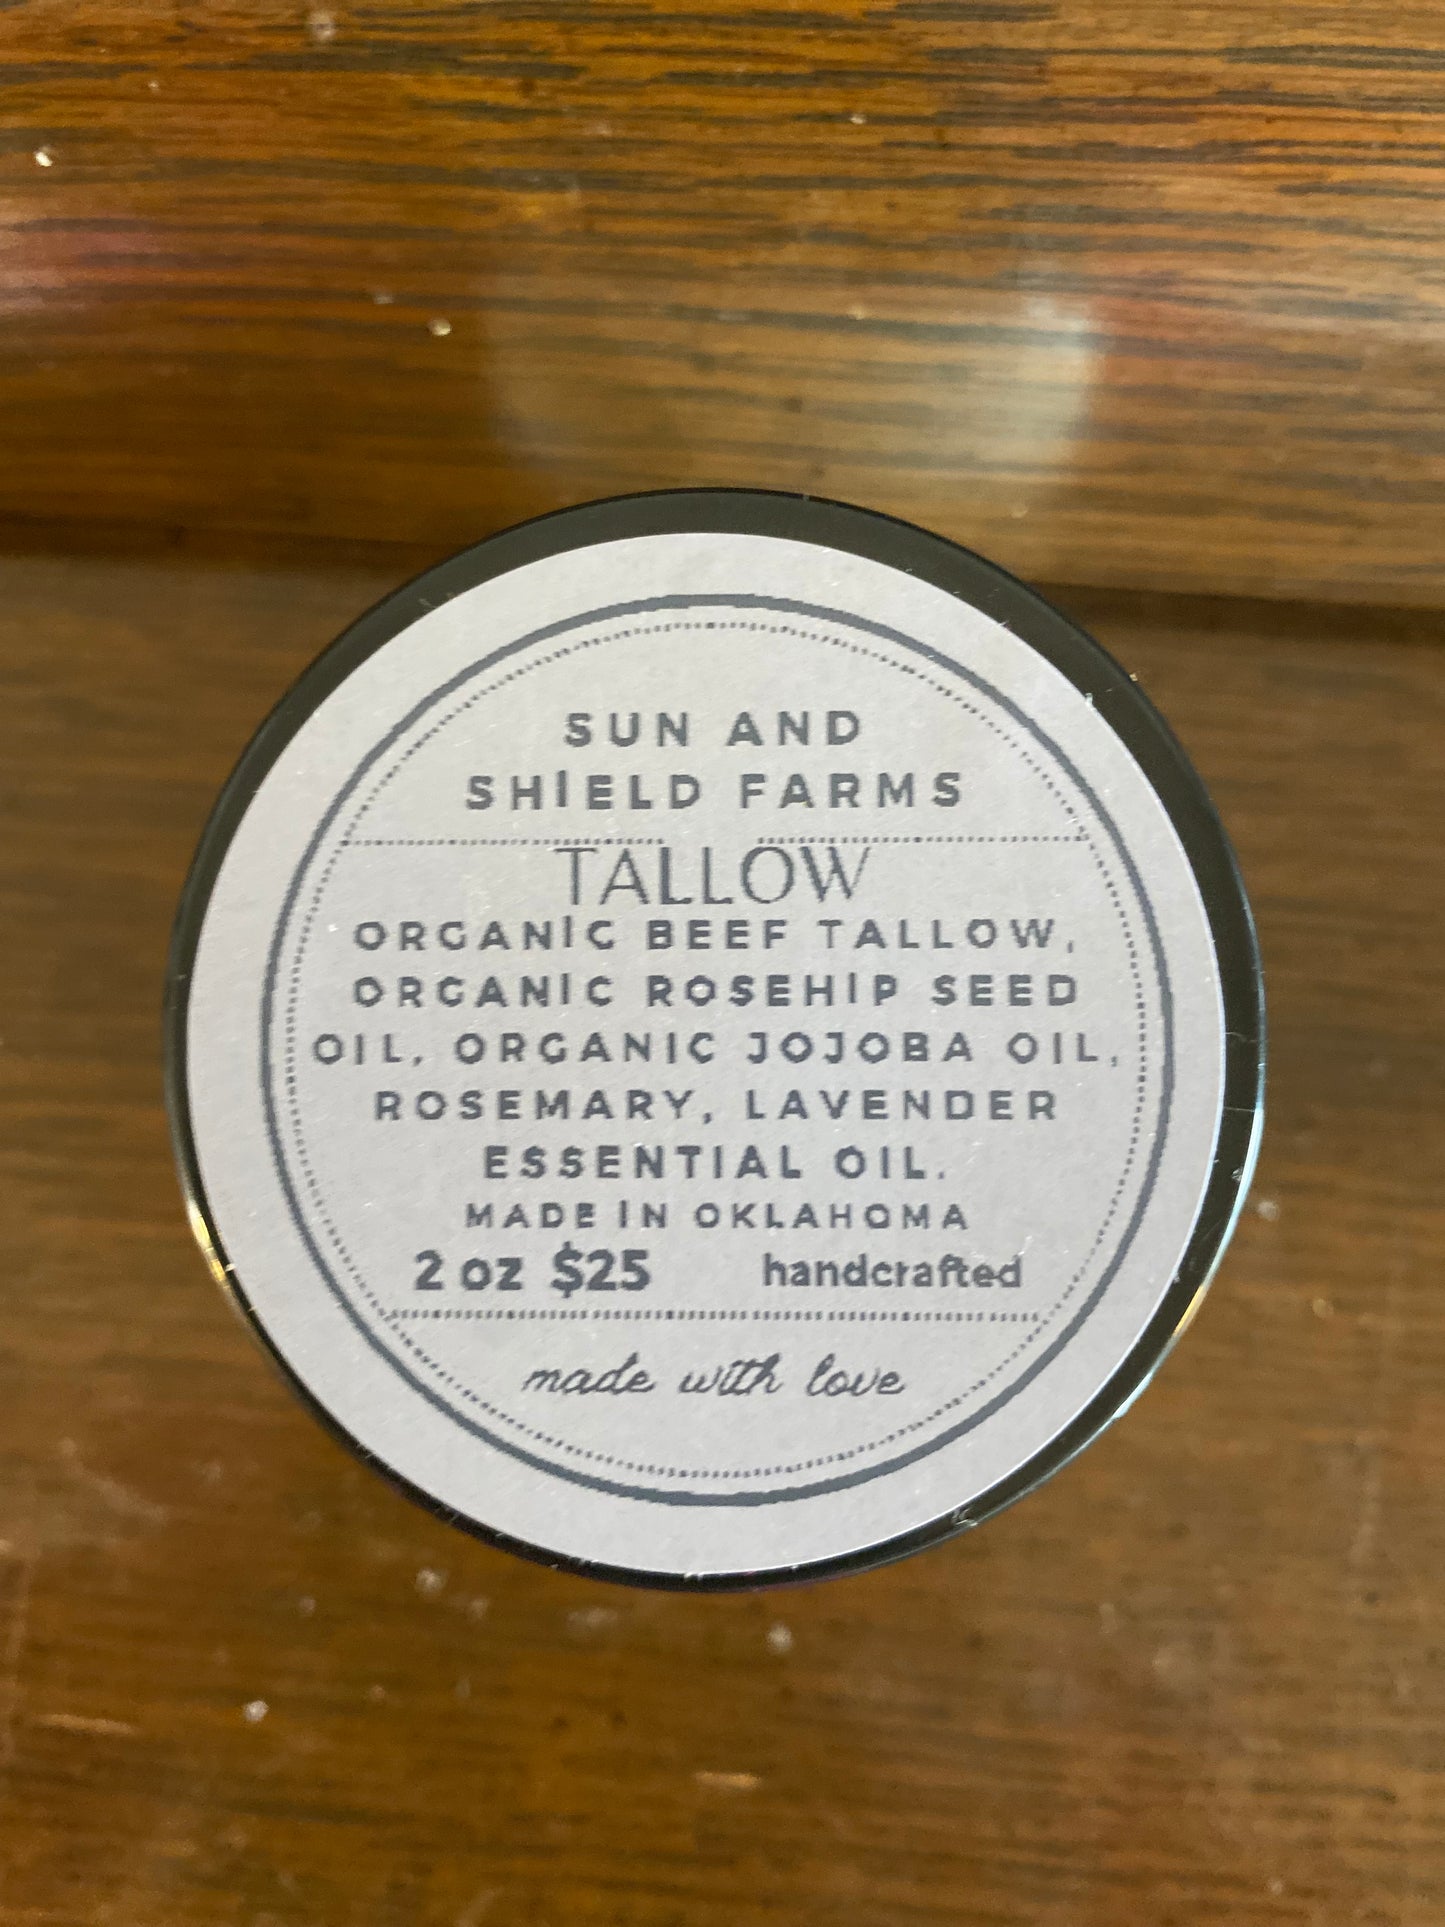 SUN AND
SHIELD FARMS
TALLOW
ORGANIC BEEF TALLOW,
ORGANIC ROSEHIP SEED
OIL, ORGANIC JOJOBA OIL,
ROSEMARY, LAVENDER
ESSENTIAL OIL.
MADE IN OKLAHOMA
2 oz $25 handcrafted
made with love